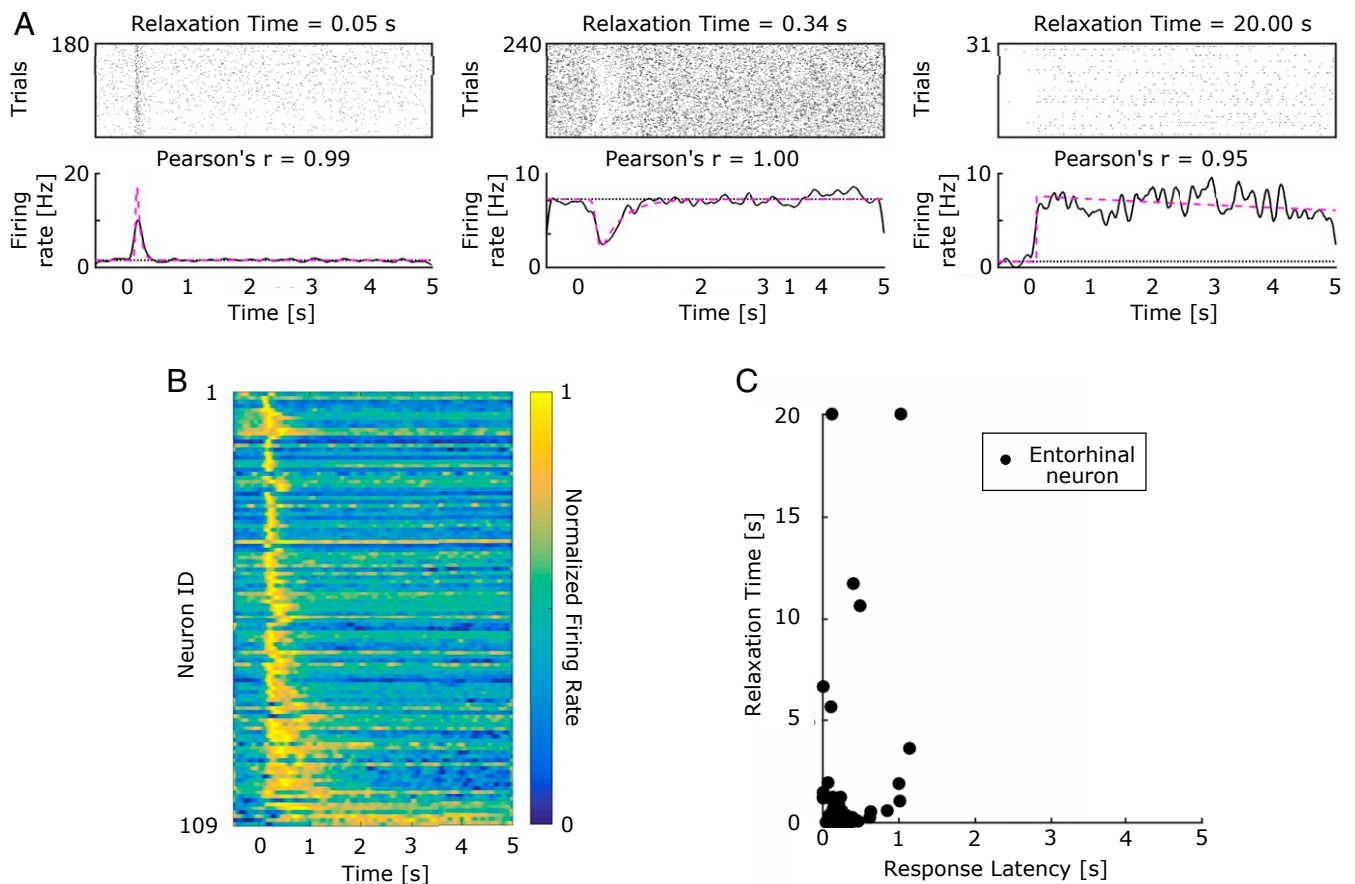 A
Relaxation Time = 0.05 s
180
Trials
Pearson's r = 0.99
20
0
Firing
rate [Hz]
0 1 2 3 4 5
Time [s]
Relaxation Time = 0.34 s
240
Trials
Pearson's r = 1.00
10
0
Firing
rate [Hz]
0 2 3 1 4 5
Time [s]
Relaxation Time = 20.00 s
31
Trials
Pearson's r = 0.95
10
0
Firing
rate [Hz]
0 1 2 3 4 5
Time [s]
B
1
109
Neuron ID
0 1 2 3 4 5
Time [s]
1
0
Normalized Firing Rate
C
20
15
10
5
0
Relaxation Time [s]
Entorhinal
neuron
0 1 2 3 4 5
Response Latency [s]